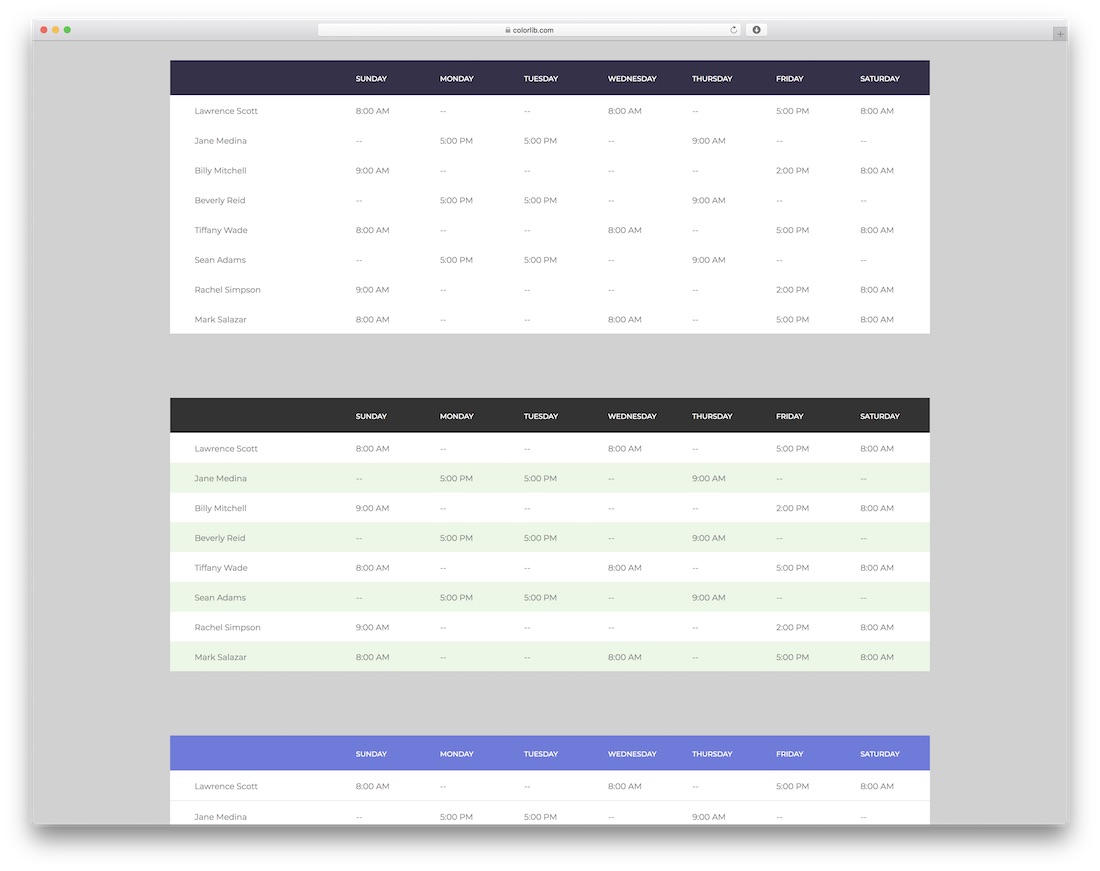 colorlib.com
SUNDAY MONDAY TUESDAY WEDNESDAY THURSDAY FRIDAY SATURDAY
Lawrence Scott 8:00 AM -- -- 8:00 AM -- 5:00 PM 8:00 AM
Jane Medina -- 5:00 PM 5:00 PM -- 9:00 AM -- --
Billy Mitchell 9:00 AM -- -- -- -- 2:00 PM 8:00 AM
Beverly Reid -- 5:00 PM 5:00 PM -- 9:00 AM -- --
Tiffany Wade 8:00 AM -- -- 8:00 AM -- 5:00 PM 8:00 AM
Sean Adams -- 5:00 PM 5:00 PM -- 9:00 AM -- --
Rachel Simpson 9:00 AM -- -- -- -- 2:00 PM 8:00 AM
Mark Salazar 8:00 AM -- -- 8:00 AM -- 5:00 PM 8:00 AM
SUNDAY MONDAY TUESDAY WEDNESDAY THURSDAY FRIDAY SATURDAY
Lawrence Scott 8:00 AM -- -- 8:00 AM -- 5:00 PM 8:00 AM
Jane Medina -- 5:00 PM 5:00 PM -- 9:00 AM -- --
Billy Mitchell 9:00 AM -- -- -- -- 2:00 PM 8:00 AM
Beverly Reid -- 5:00 PM 5:00 PM -- 9:00 AM -- --
Tiffany Wade 8:00 AM -- -- 8:00 AM -- 5:00 PM 8:00 AM
Sean Adams -- 5:00 PM 5:00 PM -- 9:00 AM -- --
Rachel Simpson 9:00 AM -- -- -- -- 2:00 PM 8:00 AM
Mark Salazar 8:00 AM -- -- 8:00 AM -- 5:00 PM 8:00 AM
SUNDAY MONDAY TUESDAY WEDNESDAY THURSDAY FRIDAY SATURDAY
Lawrence Scott 8:00 AM -- -- 8:00 AM -- 5:00 PM 8:00 AM
Jane Medina -- 5:00 PM 5:00 PM -- 9:00 AM -- --